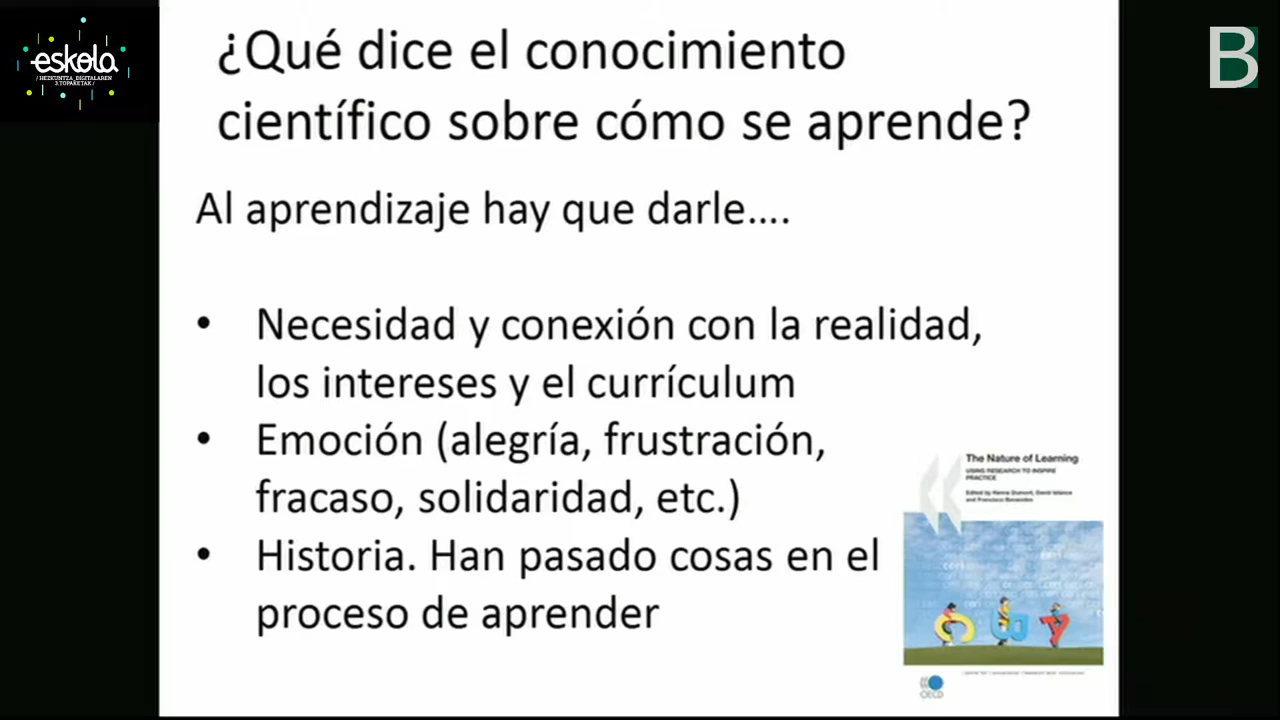 eskola
/ HEZKUNTZA_DIGITALAREN
3.TOPAKETAK /
B
¿Qué dice el conocimiento
científico sobre cómo se aprende?
Al aprendizaje hay que darle....
• Necesidad y conexión con la realidad,
los intereses y el currículum
• Emoción (alegría, frustración,
fracaso, solidaridad, etc.)
• Historia. Han pasado cosas en el
proceso de aprender
The Nature of Learning
USING RESEARCH TO INSPIRE
PRACTICE
Edited by Hanna Dumont, David Istance
and Francisco Benavides
OECD